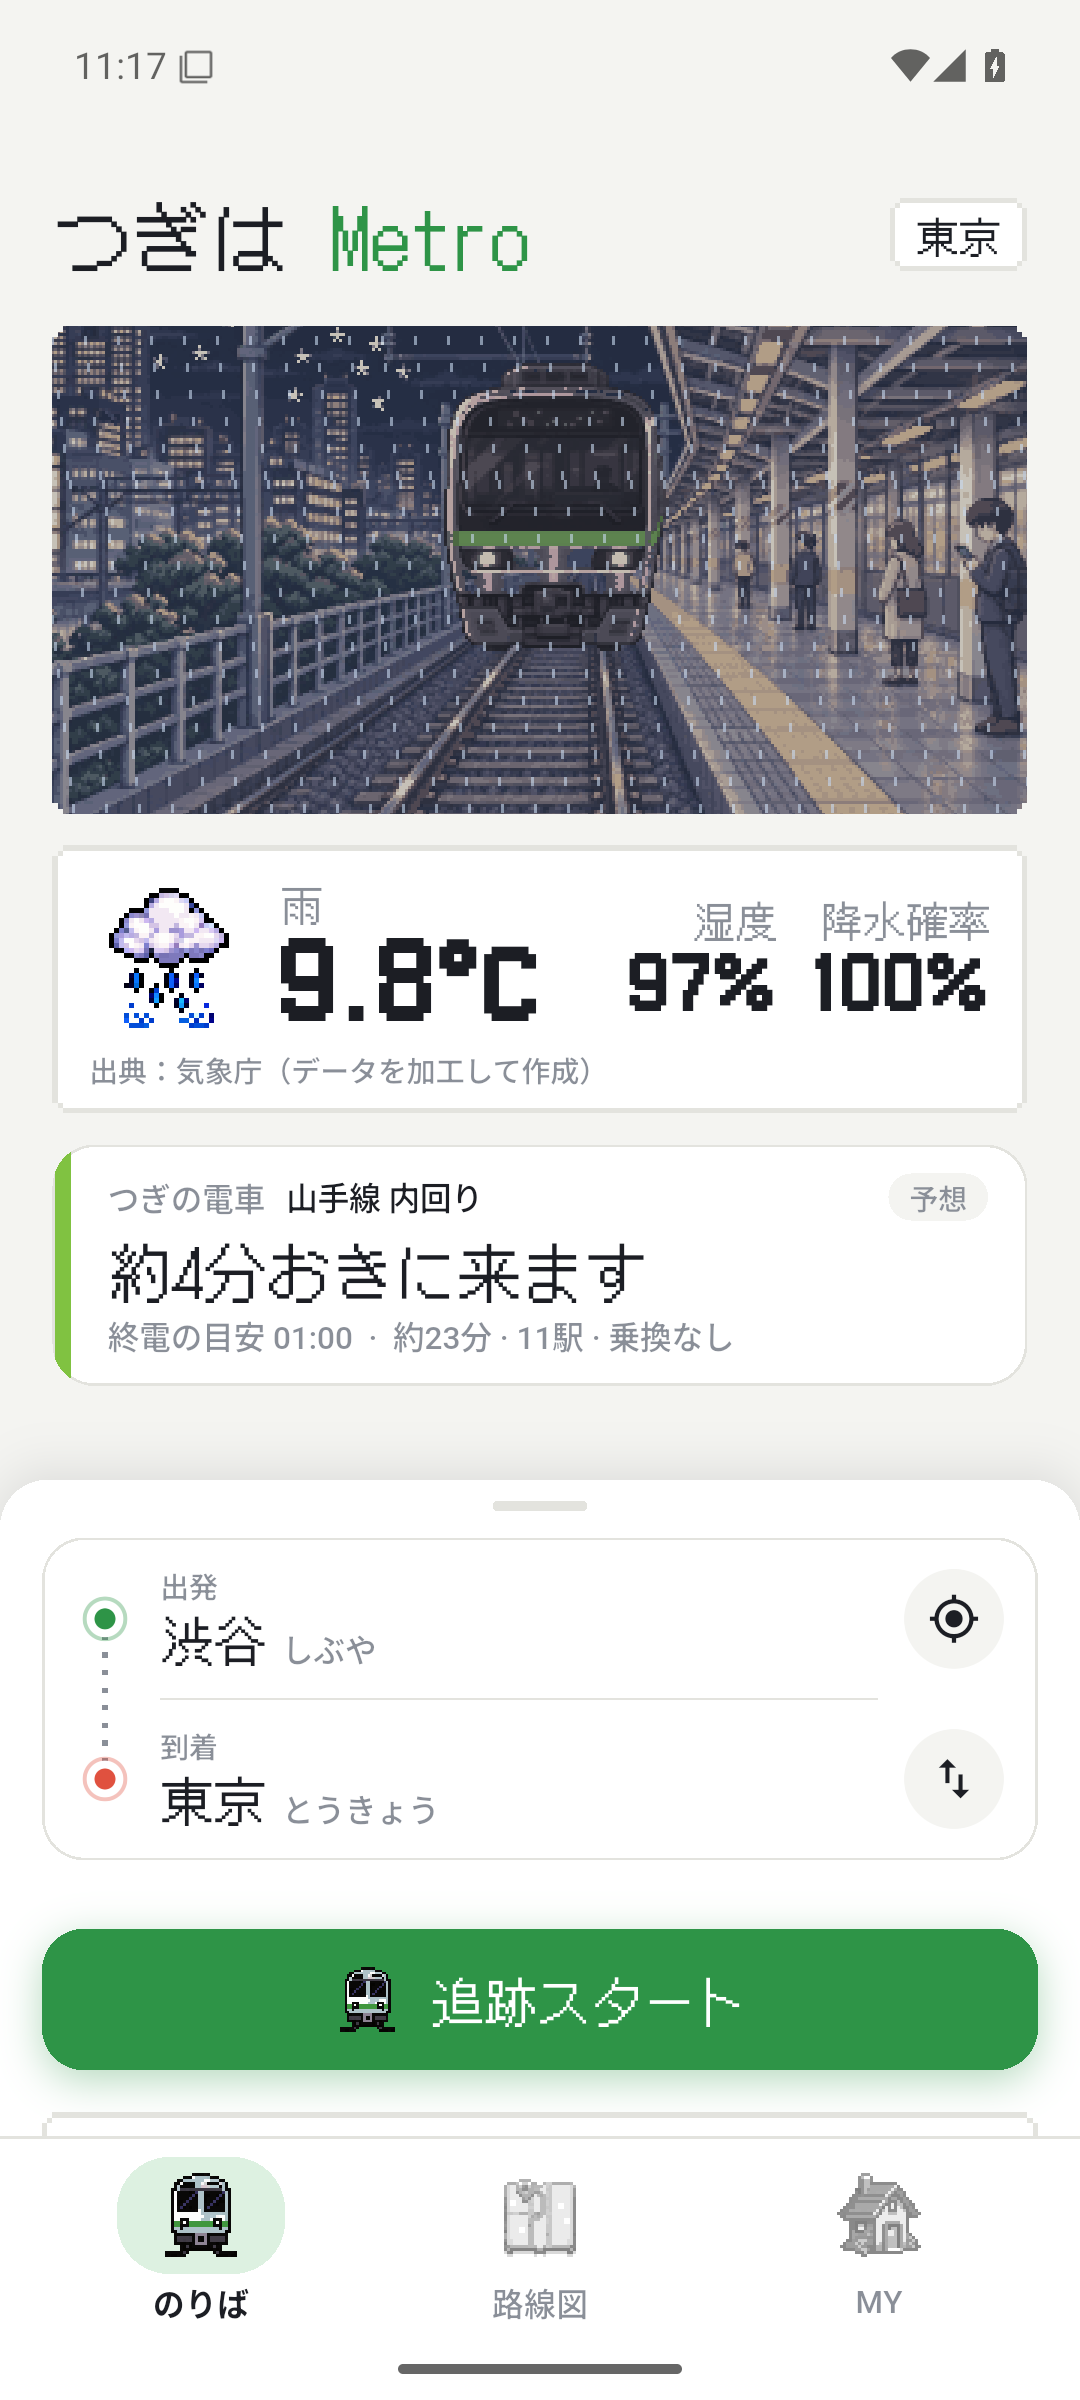 11:17
つぎは Metro
東京
雨
9.8°C
湿度
97%
降水確率
100%
出典：気象庁（データを加工して作成）
つぎの電車 山手線 内回り
予想
約4分おきに来ます
終電の目安 01:00 · 約23分 · 11駅 · 乗換なし
出発
渋谷 しぶや
到着
東京 とうきょう
追跡スタート
のりば
路線図
MY